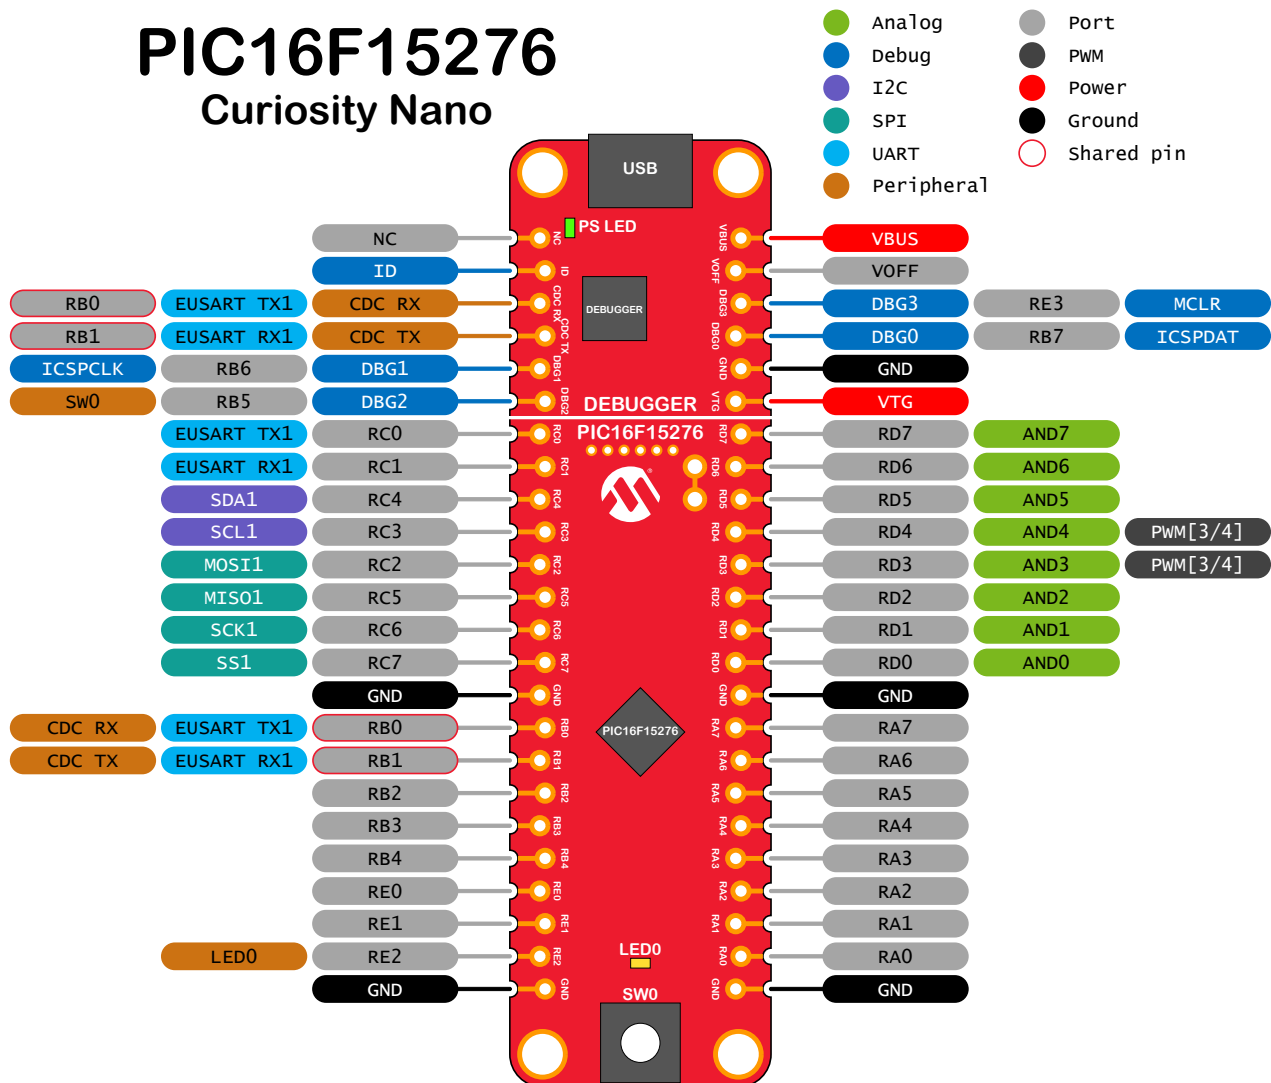 PIC16F15276
Curiosity Nano
Analog Port
Debug PWM
I2C Power
SPI Ground
UART Shared pin
Peripheral
USB
PS LED
NC NC VBUS VBUS
ID ID VOFF VOFF
RB0 EUSART TX1 CDC RX CDC RX DEBUGGER DBG3 DBG3 RE3 MCLR
RB1 EUSART RX1 CDC TX CDC TX DBG0 DBG0 RB7 ICSPDAT
ICSPCLK RB6 DBG1 DBG1 GND GND
SW0 RB5 DBG2 DBG2 DEBUGGER VTG VTG
EUSART TX1 RC0 RC0 PIC16F15276 RD7 RD7 AND7
EUSART RX1 RC1 RC1 RD6 RD6 AND6
SDA1 RC4 RC4 RD5 RD5 AND5
SCL1 RC3 RC3 RD4 RD4 AND4 PWM[3/4]
MOSI1 RC2 RC2 RD3 RD3 AND3 PWM[3/4]
MISO1 RC5 RC5 RD2 RD2 AND2
SCK1 RC6 RC6 RD1 RD1 AND1
SS1 RC7 RC7 RD0 RD0 AND0
GND GND GND GND
CDC RX EUSART TX1 RB0 RB0 PIC16F15276 RA7 RA7
CDC TX EUSART RX1 RB1 RB1 RA6 RA6
RB2 RB2 RA5 RA5
RB3 RB3 RA4 RA4
RB4 RB4 RA3 RA3
RE0 RE0 RA2 RA2
RE1 RE1 RA1 RA1
LED0 RE2 RE2 LED0 RA0 RA0
GND GND SW0 GND GND